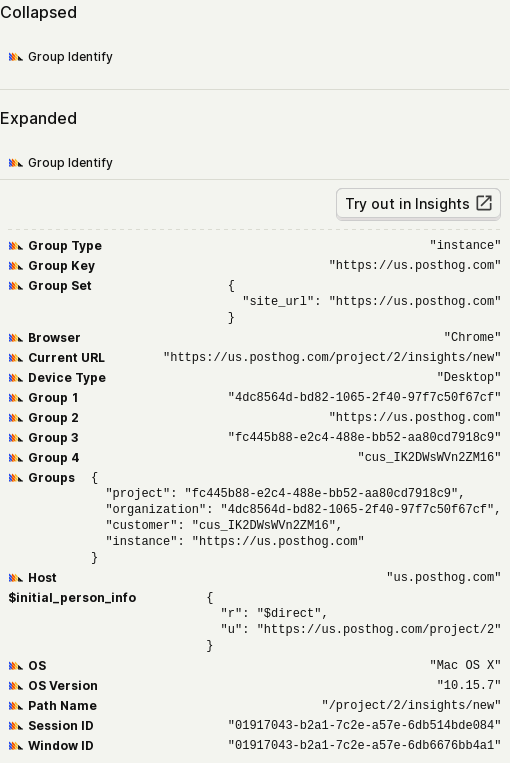 Collapsed
Group Identify
Expanded
Group Identify
Try out in Insights
Group Type "instance"
Group Key "https://us.posthog.com"
Group Set {
"site_url": "https://us.posthog.com"
}
Browser "Chrome"
Current URL "https://us.posthog.com/project/2/insights/new"
Device Type "Desktop"
Group 1 "4dc8564d-bd82-1065-2f40-97f7c50f67cf"
Group 2 "https://us.posthog.com"
Group 3 "fc445b88-e2c4-488e-bb52-aa80cd7918c9"
Group 4 "cus_IK2DWsWVn2ZM16"
Groups {
"project": "fc445b88-e2c4-488e-bb52-aa80cd7918c9",
"organization": "4dc8564d-bd82-1065-2f40-97f7c50f67cf",
"customer": "cus_IK2DWsWVn2ZM16",
"instance": "https://us.posthog.com"
}
Host "us.posthog.com"
$initial_person_info {
"r": "$direct",
"u": "https://us.posthog.com/project/2"
}
OS "Mac OS X"
OS Version "10.15.7"
Path Name "/project/2/insights/new"
Session ID "01917043-b2a1-7c2e-a57e-6db514bde084"
Window ID "01917043-b2a1-7c2e-a57e-6db6676bb4a1"